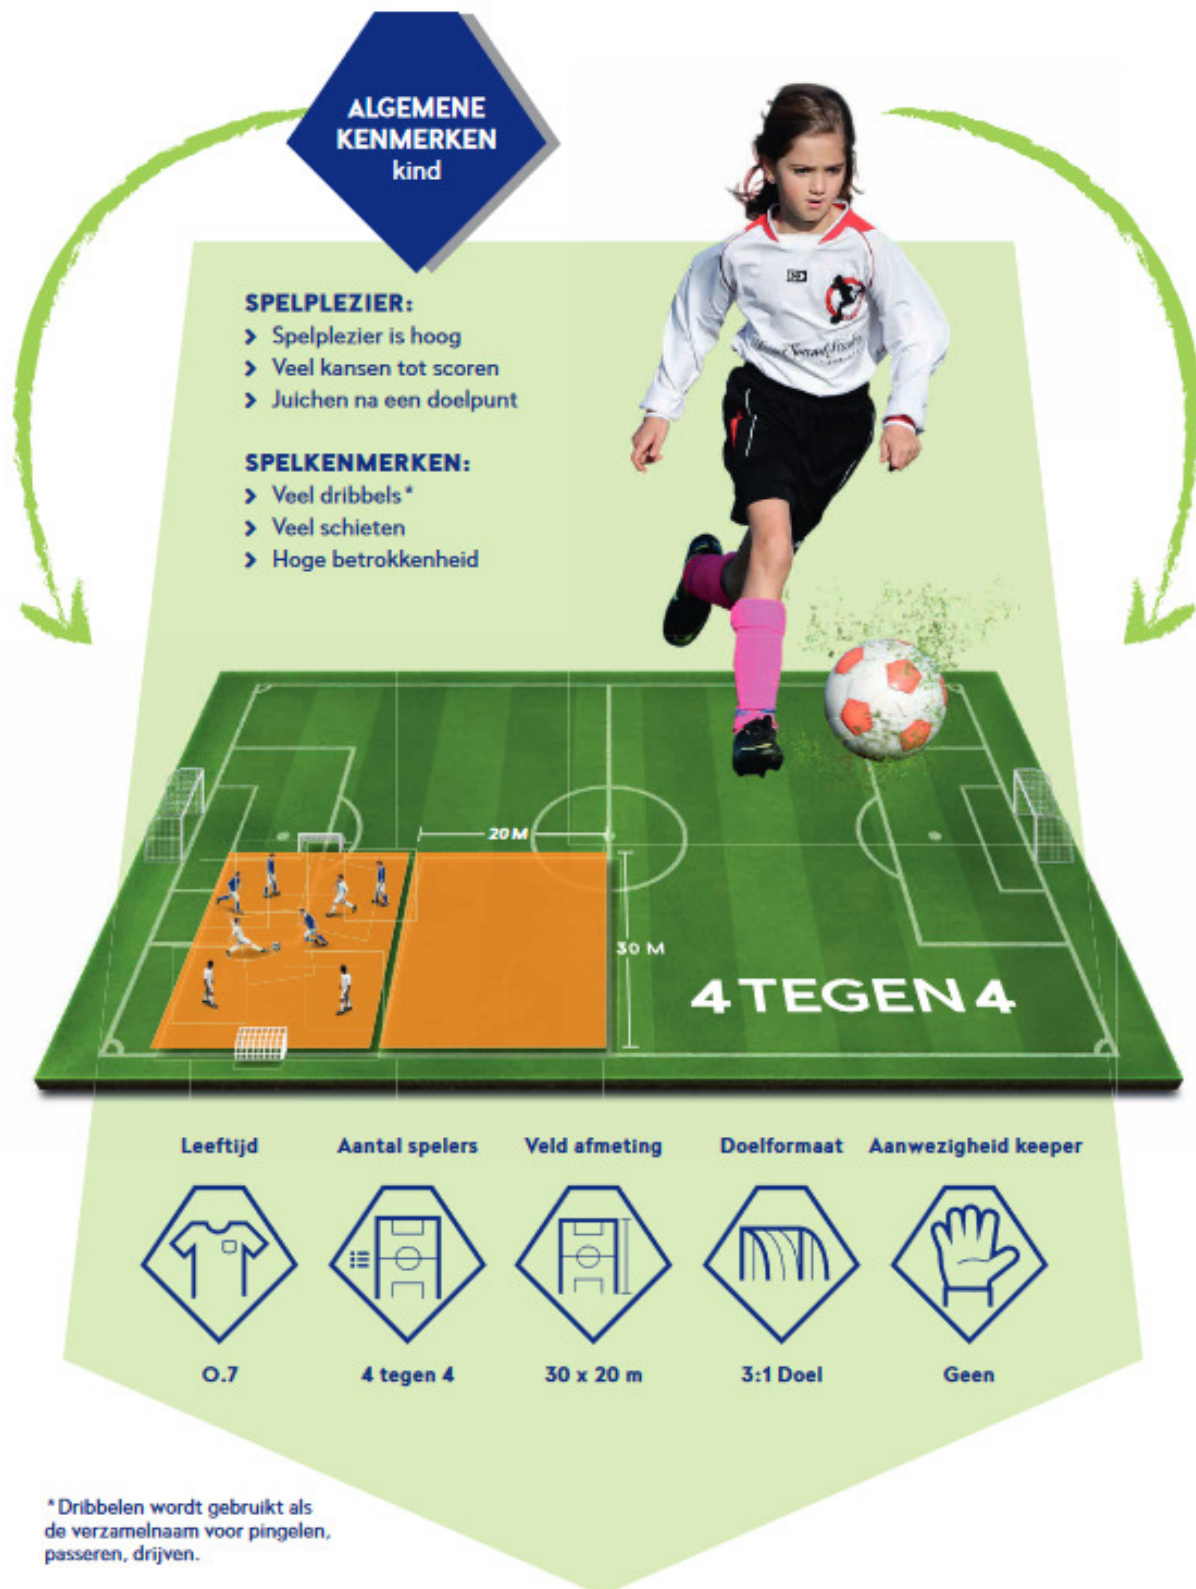 ALGEMENE
KENMERKEN
kind
SPELPLEZIER:
> Spelplezier is hoog
> Veel kansen tot scoren
> Juichen na een doelpunt
SPELKENMERKEN:
> Veel dribbels*
> Veel schieten
> Hoge betrokkenheid
20 M
30 M
4 TEGEN 4
Leeftijd Aantal spelers Veld afmeting Doelformaat Aanwezigheid keeper
O.7 4 tegen 4 30 x 20 m 3:1 Doel Geen
*Dribbelen wordt gebruikt als
de verzamelnaam voor pingelen,
passeren, drijven.